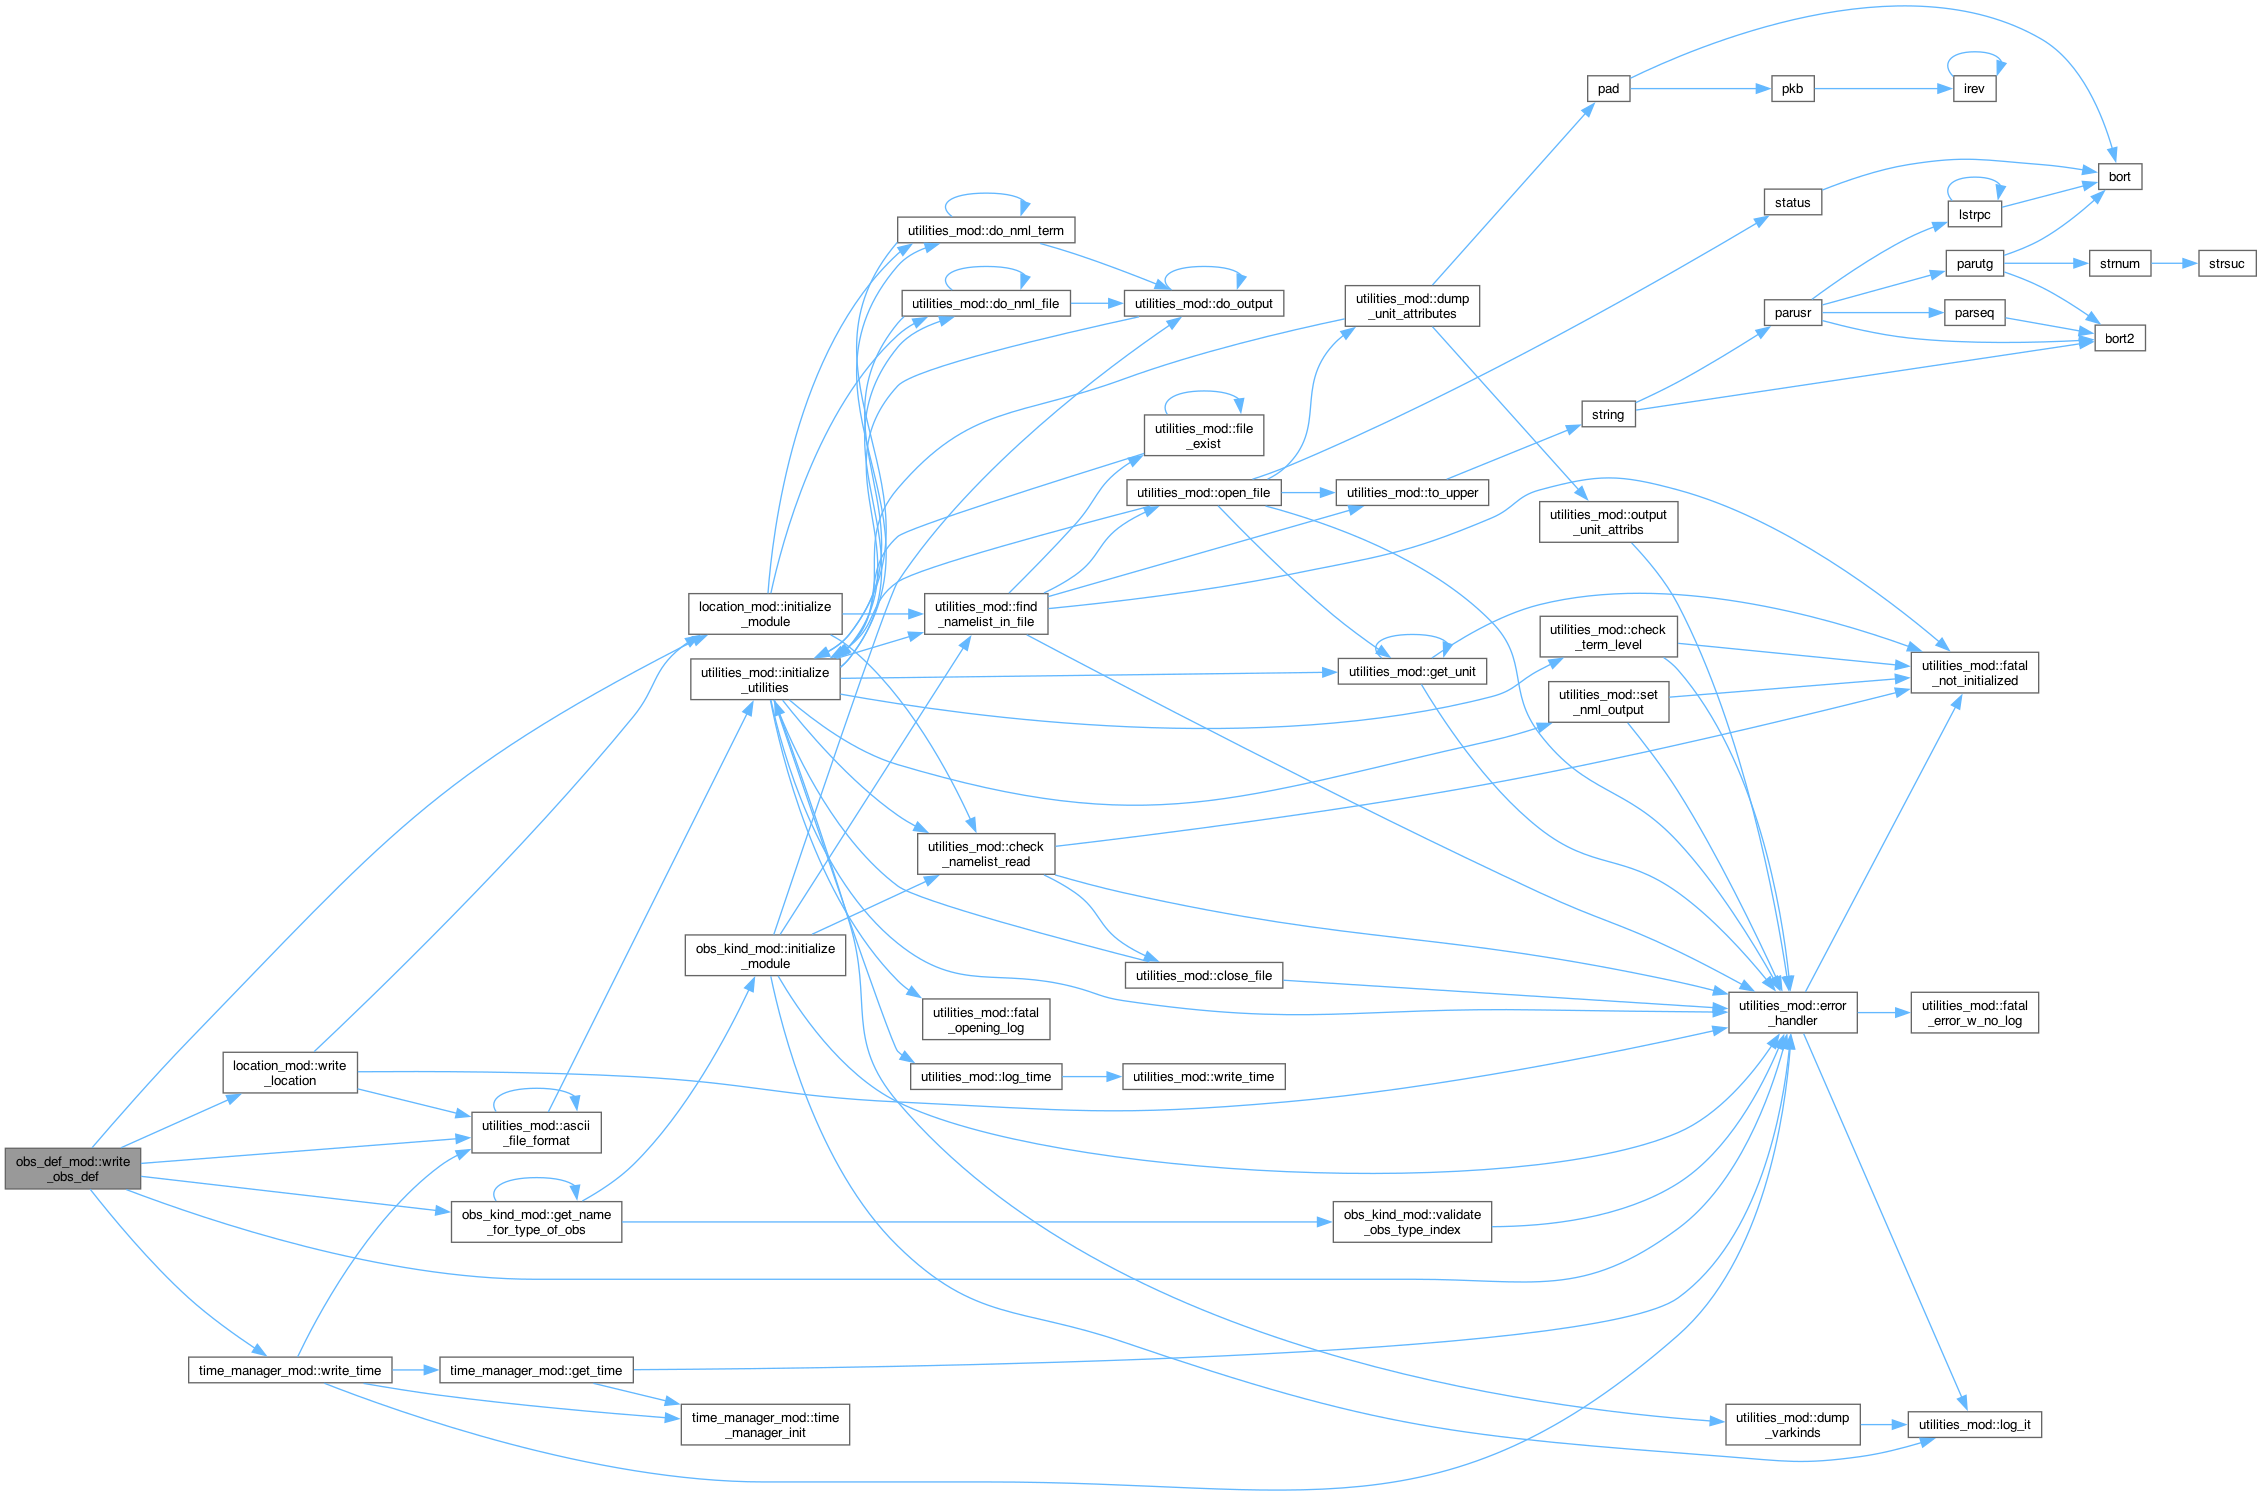 obs_def_mod::write
_obs_def
location_mod::write
_location
time_manager_mod::write_time
utilities_mod::ascii
_file_format
obs_kind_mod::get_name
_for_type_of_obs
time_manager_mod::get_time
location_mod::initialize
_module
utilities_mod::initialize
_utilities
obs_kind_mod::initialize
_module
time_manager_mod::time
_manager_init
utilities_mod::do_nml_term
utilities_mod::do_nml_file
utilities_mod::find
_namelist_in_file
utilities_mod::check
_namelist_read
utilities_mod::fatal
_opening_log
utilities_mod::log_time
utilities_mod::do_output
utilities_mod::file
_exist
utilities_mod::open_file
utilities_mod::close_file
utilities_mod::write_time
utilities_mod::dump
_unit_attributes
utilities_mod::to_upper
utilities_mod::get_unit
obs_kind_mod::validate
_obs_type_index
pad
string
utilities_mod::output
_unit_attribs
utilities_mod::check
_term_level
utilities_mod::set
_nml_output
pkb
status
parusr
utilities_mod::error
_handler
utilities_mod::dump
_varkinds
irev
lstrpc
parutg
parseq
utilities_mod::fatal
_not_initialized
utilities_mod::fatal
_error_w_no_log
utilities_mod::log_it
bort
strnum
bort2
strsuc